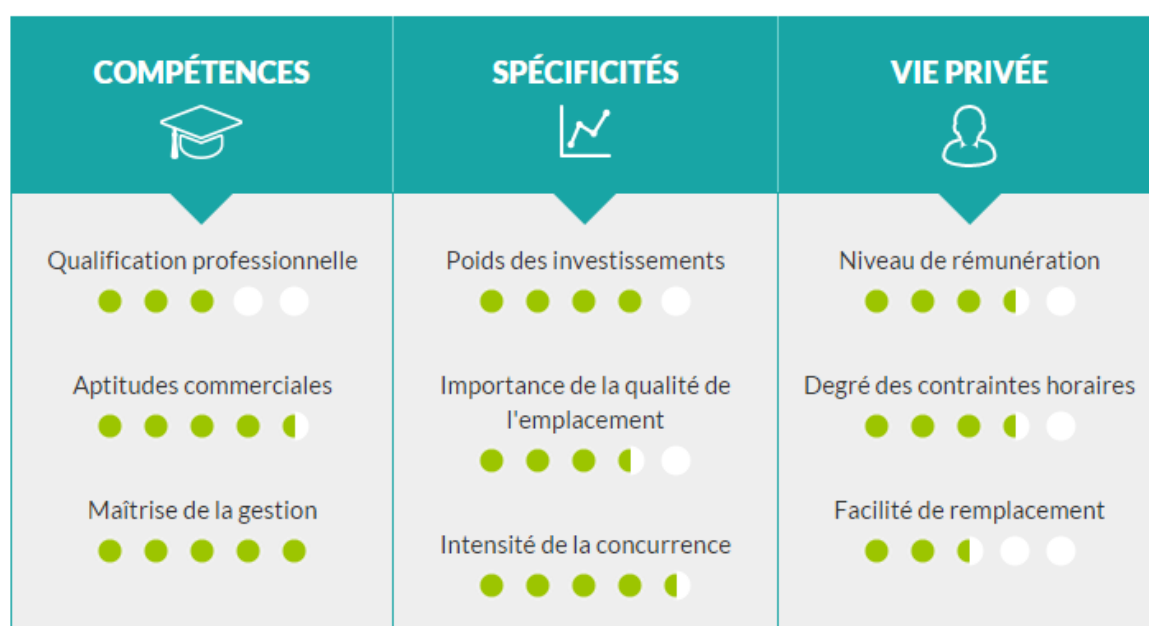 COMPÉTENCES
Qualification professionnelle
Aptitudes commerciales
Maîtrise de la gestion
SPÉCIFICITÉS
Poids des investissements
Importance de la qualité de
l'emplacement
Intensité de la concurrence
VIE PRIVÉE
Niveau de rémunération
Degré des contraintes horaires
Facilité de remplacement